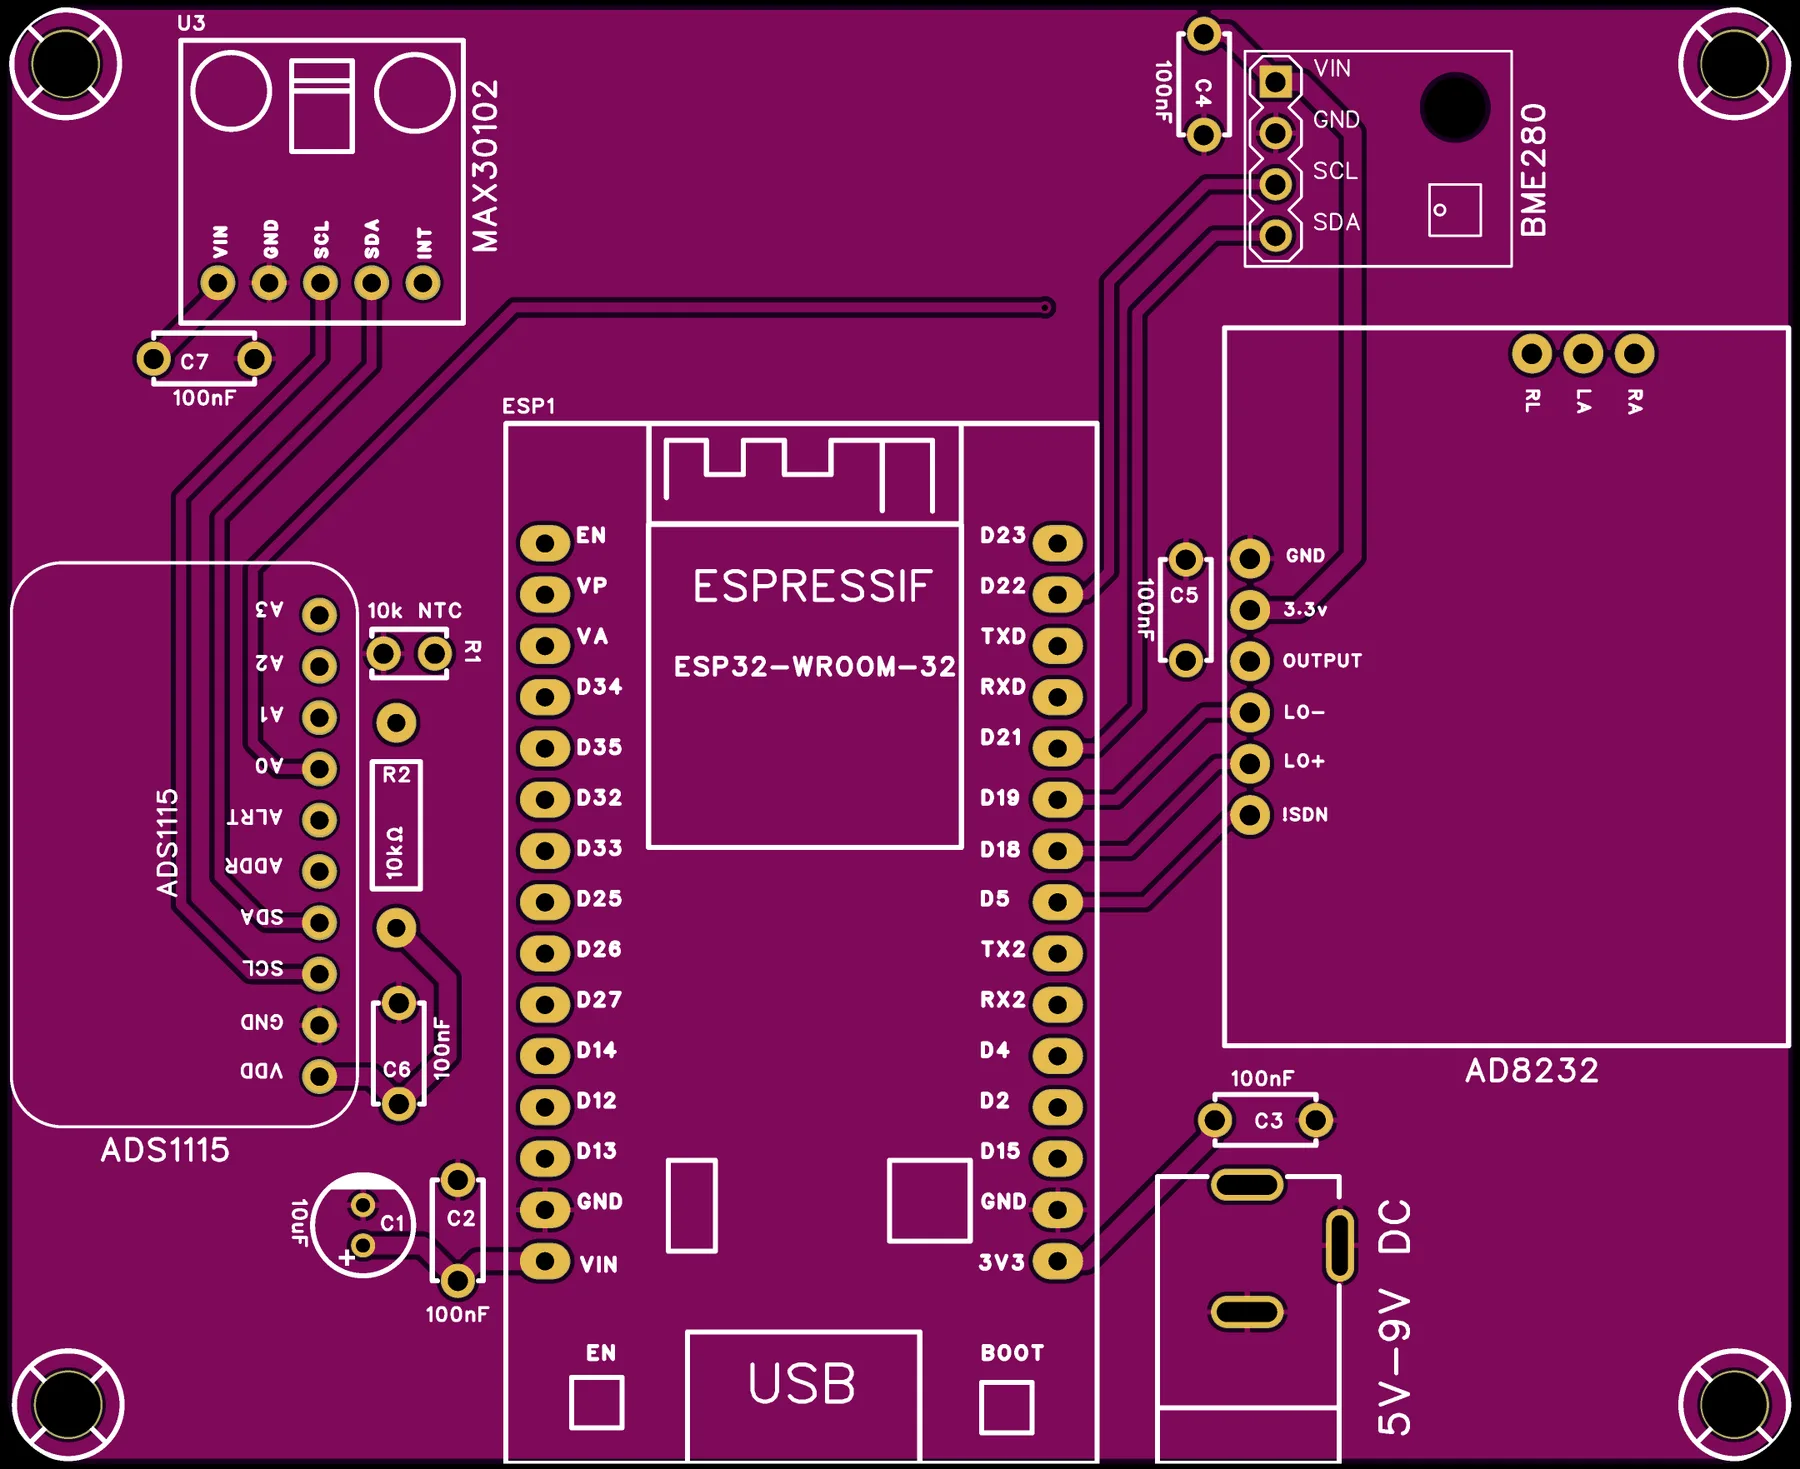 U3
MAX30102
VIN
GND
SCL
SDA
INT
C7
100nF
C4
100nF
VIN
GND
SCL
SDA
BME280
ESP1
ESPRESSIF
ESP32-WROOM-32
EN
VP
VA
D34
D35
D32
D33
D25
D26
D27
D14
D12
D13
GND
VIN
D23
D22
TXD
RXD
D21
D19
D18
D5
TX2
RX2
D4
D2
D15
GND
3V3
EN
USB
BOOT
A3
A2
A1
A0
ALRT
ADDR
SDA
SCL
GND
VDD
ADS1115
ADS1115
10k NTC
R1
R2
10kΩ
C6
100nF
10uF
C1
+
C2
100nF
C5
100nF
RL
LA
RA
GND
3.3v
OUTPUT
LO-
LO+
!SDN
AD8232
100nF
C3
5V-9V DC